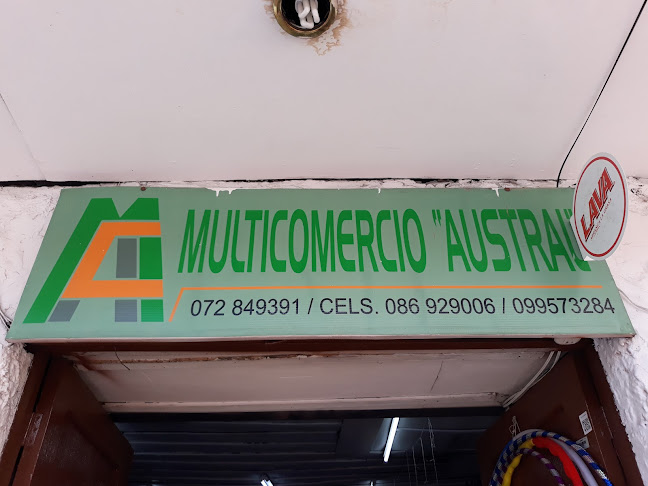 MULTICOMERCIO "AUSTRAL"
072 849391 / CELS. 086 929006 / 099573284
LAVA